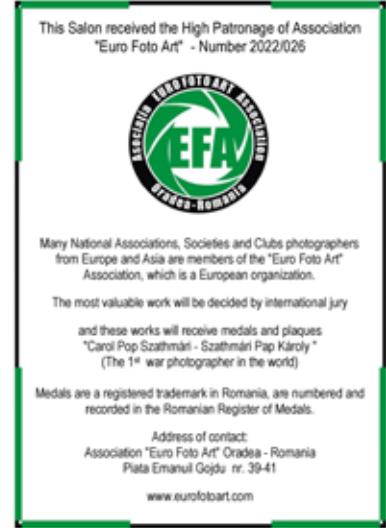 This Salon received the High Patronage of Association
"Euro Foto Art" - Number 2022/026
Asociatia EURO FOTO ART Association
EFA
Oradea-Romania
Many National Associations, Societies and Clubs photographers
from Europe and Asia are members of the "Euro Foto Art"
Association, which is a European organization.
The most valuable work will be decided by international jury
and these works will receive medals and plaques
"Carol Pop Szathmári - Szathmári Pap Károly "
(The 1st war photographer in the world)
Medals are a registered trademark in Romania, are numbered and
recorded in the Romanian Register of Medals.
Address of contact:
Association "Euro Foto Art" Oradea - Romania
Piata Emanuil Gojdu nr. 39-41
www.eurofotoart.com